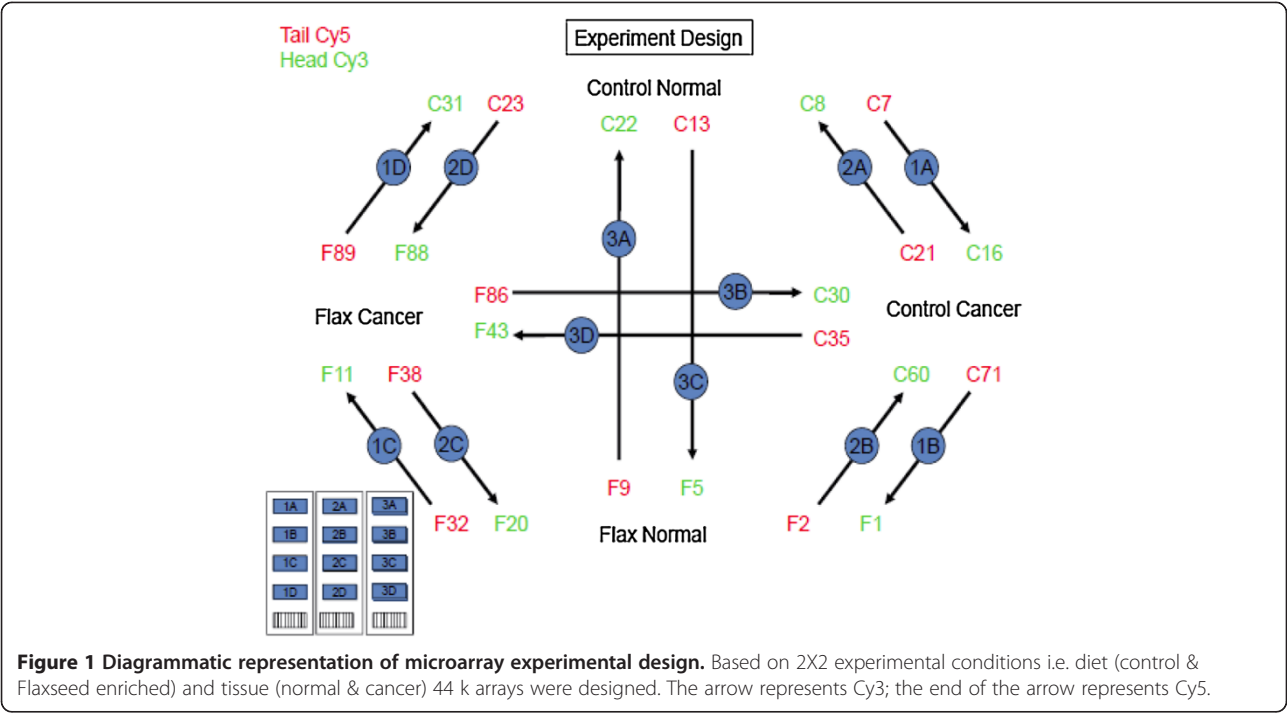 Tail Cy5
Head Cy3
Experiment Design
Control Normal
C31 C23
C22 C13
C8 C7
1D 2D
2A 1A
F89 F88
3A
C21 C16
F86 3B C30
Flax Cancer
Control Cancer
F43 3D C35
F11 F38
3C
C60 C71
1C 2C
2B 1B
F9 F5
F32 F20
Flax Normal
F2 F1
1A 2A 3A
1B 2B 3B
1C 2C 3C
1D 2D 3D
Figure 1 Diagrammatic representation of microarray experimental design. Based on 2X2 experimental conditions i.e. diet (control &
Flaxseed enriched) and tissue (normal & cancer) 44 k arrays were designed. The arrow represents Cy3; the end of the arrow represents Cy5.